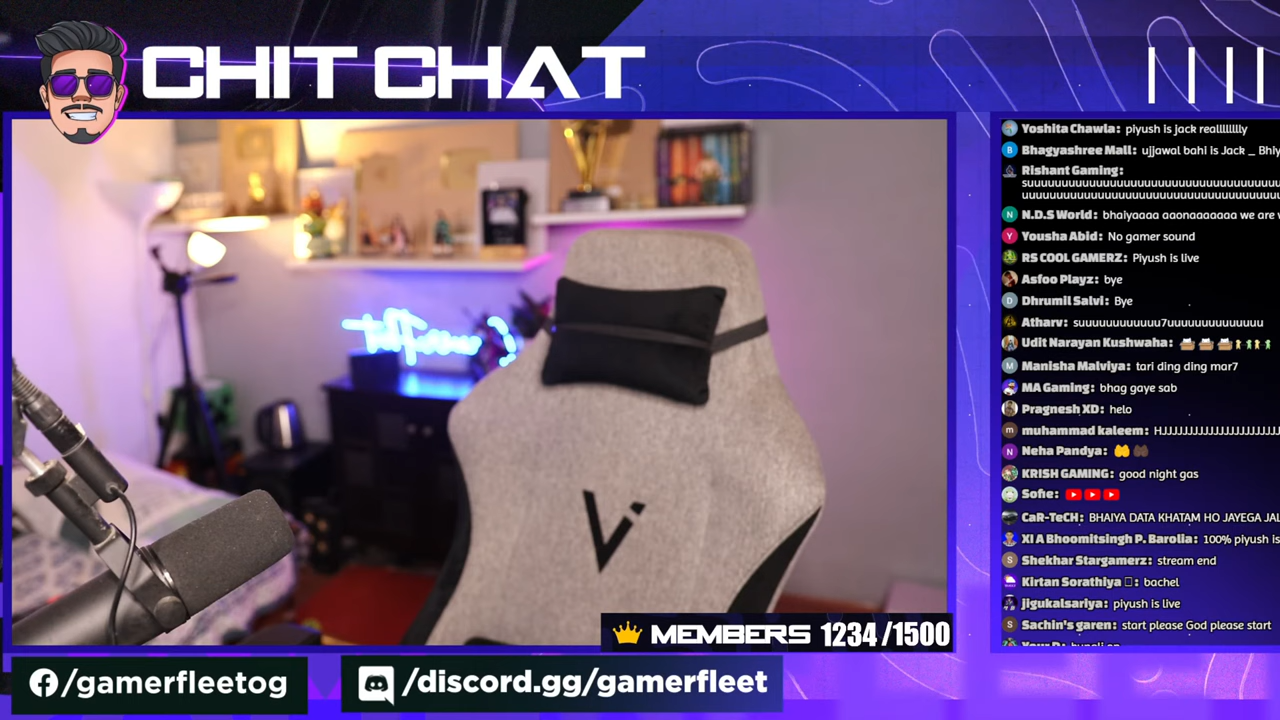 CHIT CHAT
Yoshita Chawla: piyush is jack realllllllly
Bhagyashree Mali: ujjawal bahi is Jack _ Bhiy
Rishant Gaming:
N.D.S World: bhaiyaaaa aaonaaaaaaa we are
Yousha Abid: No gamer sound
RS COOL GAMERZ: Piyush is live
Asfoo Playz: bye
Dhrumil Salvi: Bye
Atharv: suuuuuuuuuuuu7uuuuuuuuuuuuuu
Udit Narayan Kushwaha:
Manisha Malviya: tari ding ding mar7
MA Gaming: bhag gaye sab
Pragnesh XD: helo
muhammad kaleem:
Neha Pandya:
KRISH GAMING: good night gas
Sofie:
CaR-TeCH: BHAIYA DATA KHATAM HO JAYEGA JAL
XI A Bhoomitsingh P. Barolia: 100% piyush is
Shekhar Stargamerz: stream end
Kirtan Sorathiya: bachel
jigukalsariya: piyush is live
Sachin's garen: start please God please start
MEMBERS 1234/1500
/gamerfleetog
/discord.gg/gamerfleet